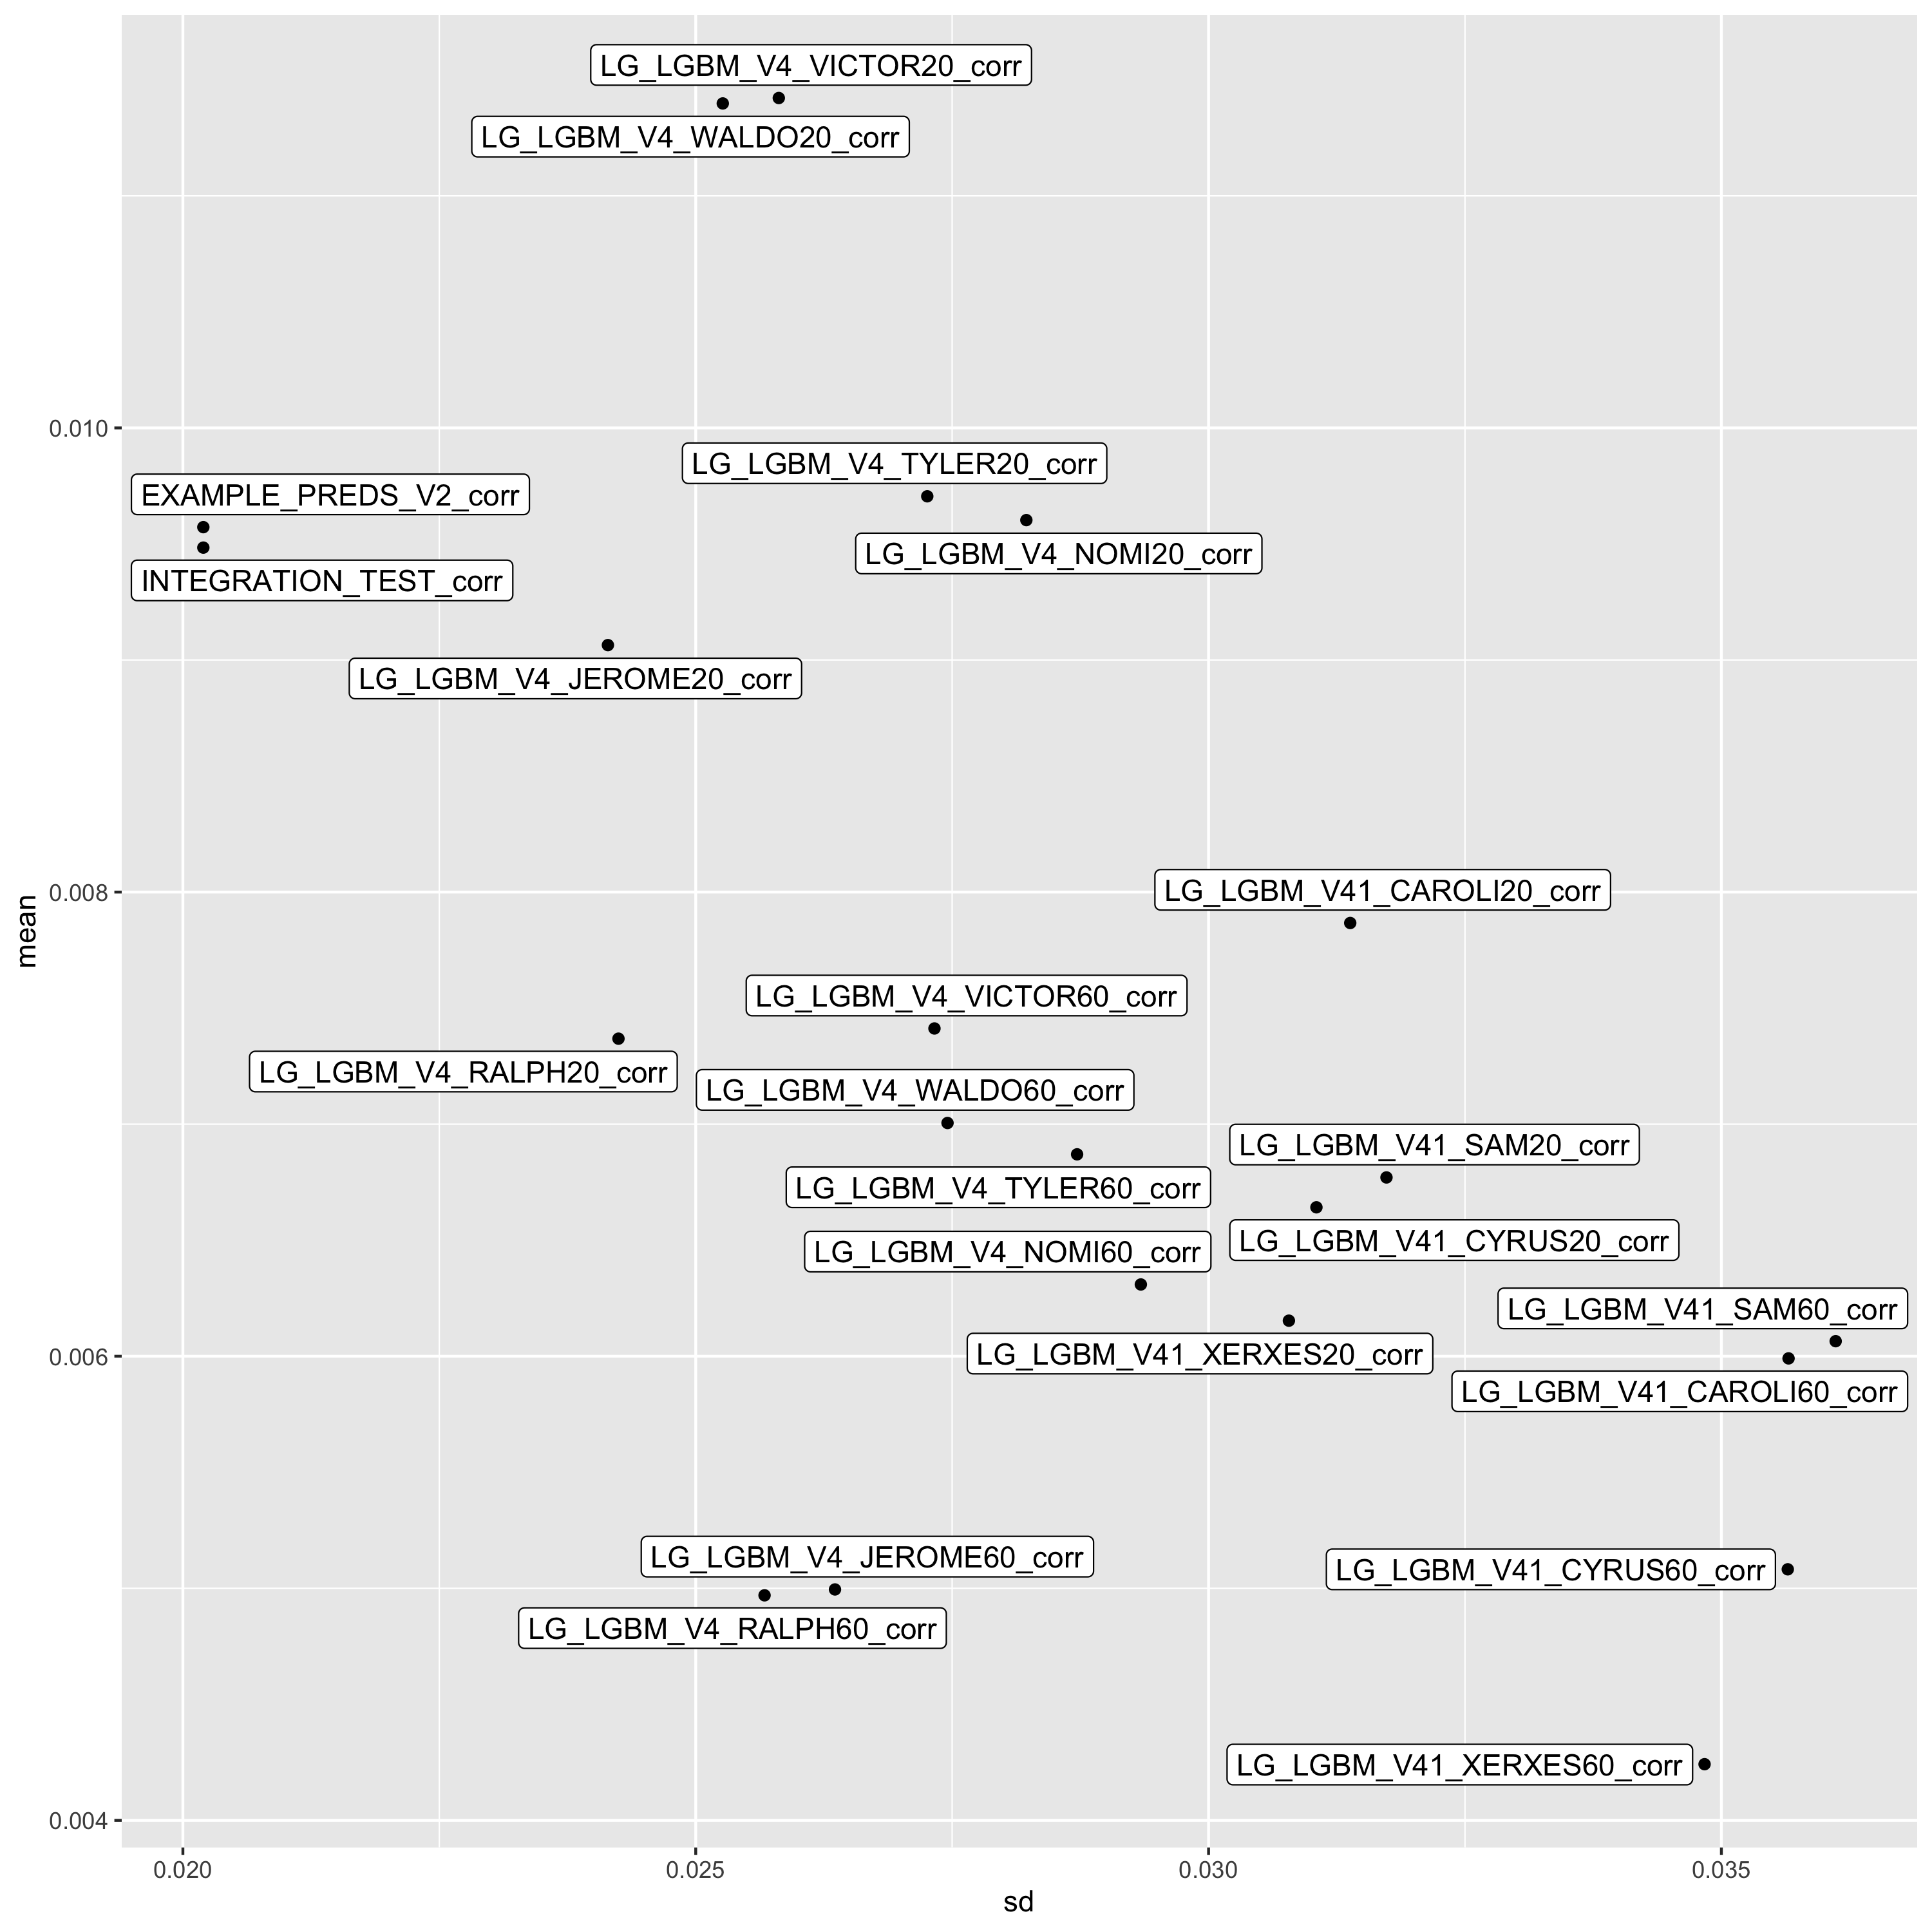 LG_LGBM_V4_VICTOR20_corr
LG_LGBM_V4_WALDO20_corr
0.010
LG_LGBM_V4_TYLER20_corr
EXAMPLE_PREDS_V2_corr
LG_LGBM_V4_NOMI20_corr
INTEGRATION_TEST_corr
LG_LGBM_V4_JEROME20_corr
0.008
LG_LGBM_V41_CAROLI20_corr
mean
LG_LGBM_V4_VICTOR60_corr
LG_LGBM_V4_RALPH20_corr
LG_LGBM_V4_WALDO60_corr
LG_LGBM_V41_SAM20_corr
LG_LGBM_V4_TYLER60_corr
LG_LGBM_V41_CYRUS20_corr
LG_LGBM_V4_NOMI60_corr
LG_LGBM_V41_SAM60_corr
0.006
LG_LGBM_V41_XERXES20_corr
LG_LGBM_V41_CAROLI60_corr
LG_LGBM_V4_JEROME60_corr
LG_LGBM_V41_CYRUS60_corr
LG_LGBM_V4_RALPH60_corr
LG_LGBM_V41_XERXES60_corr
0.004
0.020 0.025 0.030 0.035
sd